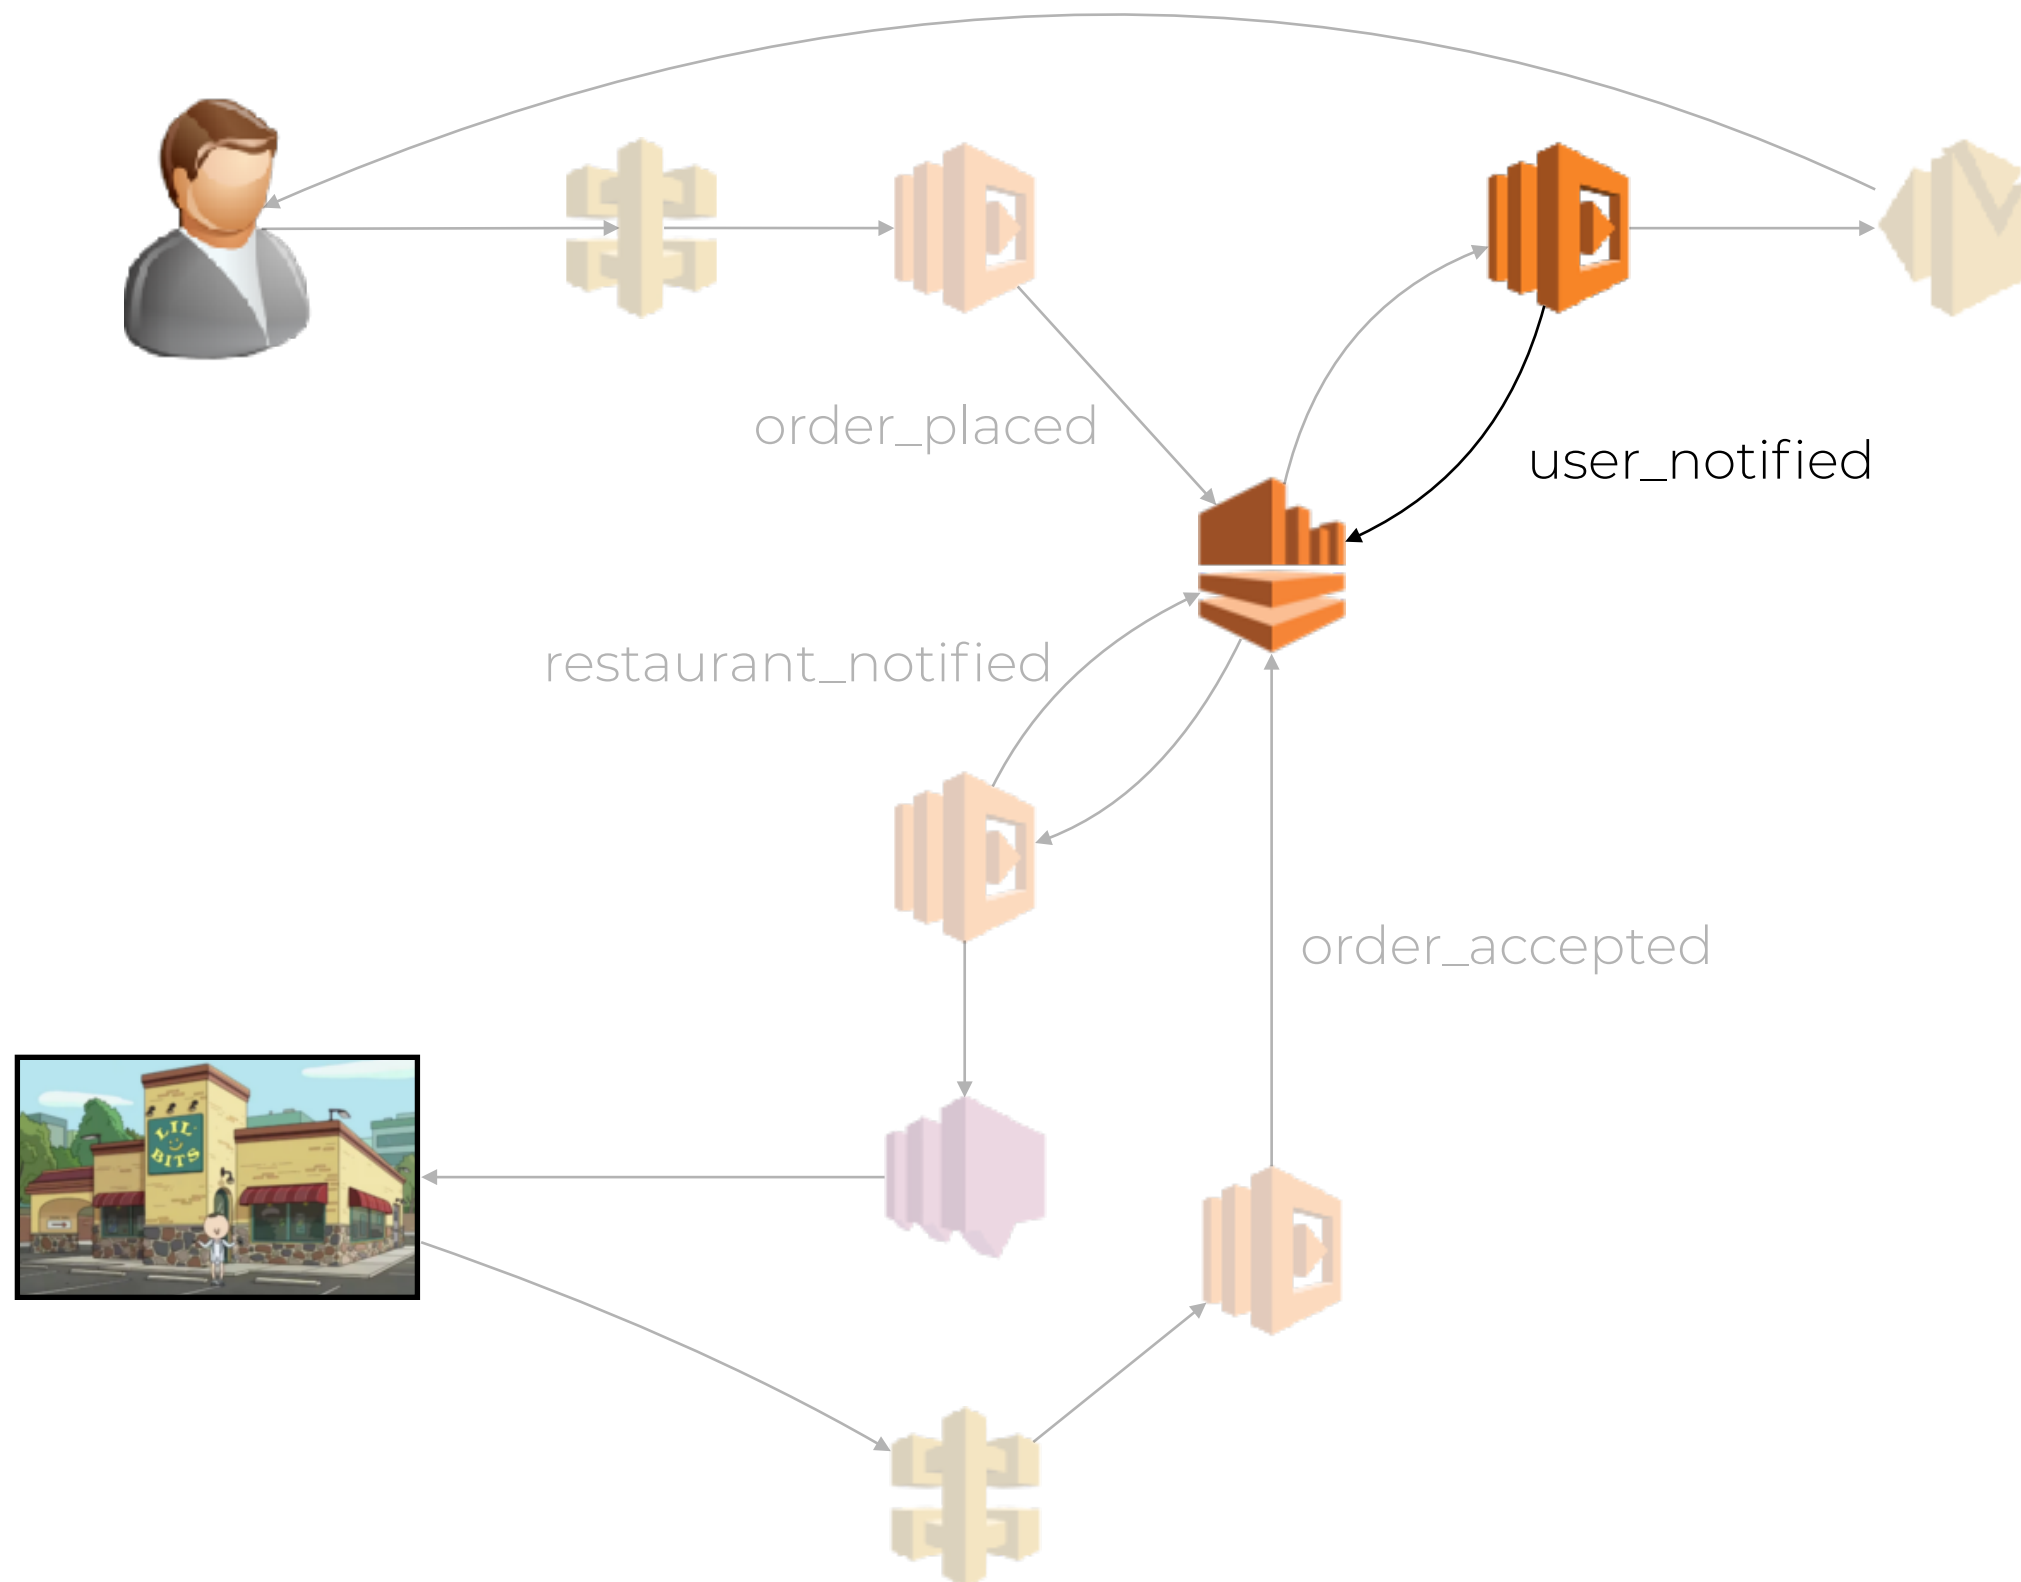 order_placed
user_notified
restaurant_notified
order_accepted
LIL'
BITS